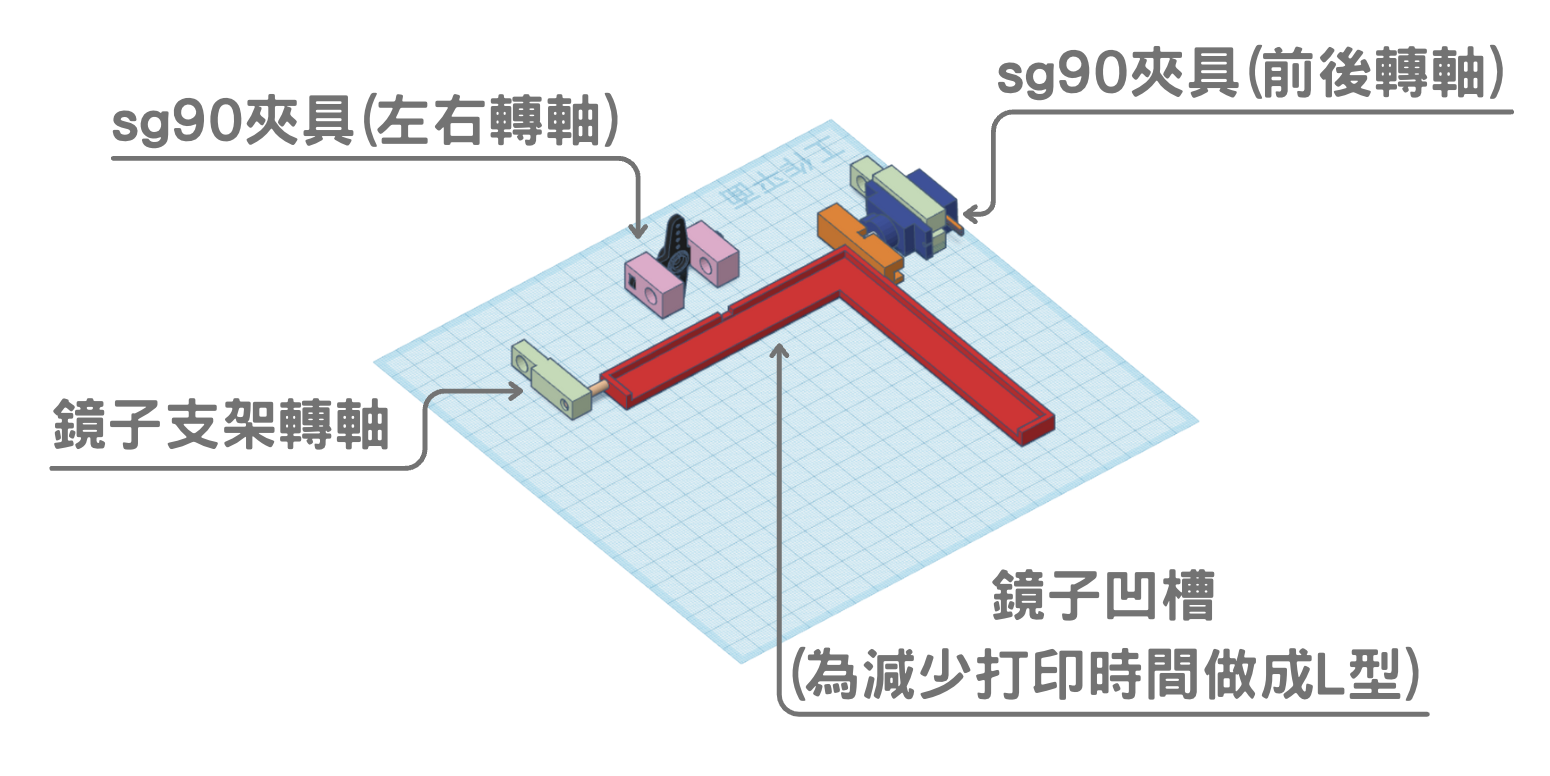 sg90夾具(前後轉軸)
sg90夾具(左右轉軸)
工作平面
鏡子支架轉軸
鏡子凹槽
(為減少打印時間做成L型)